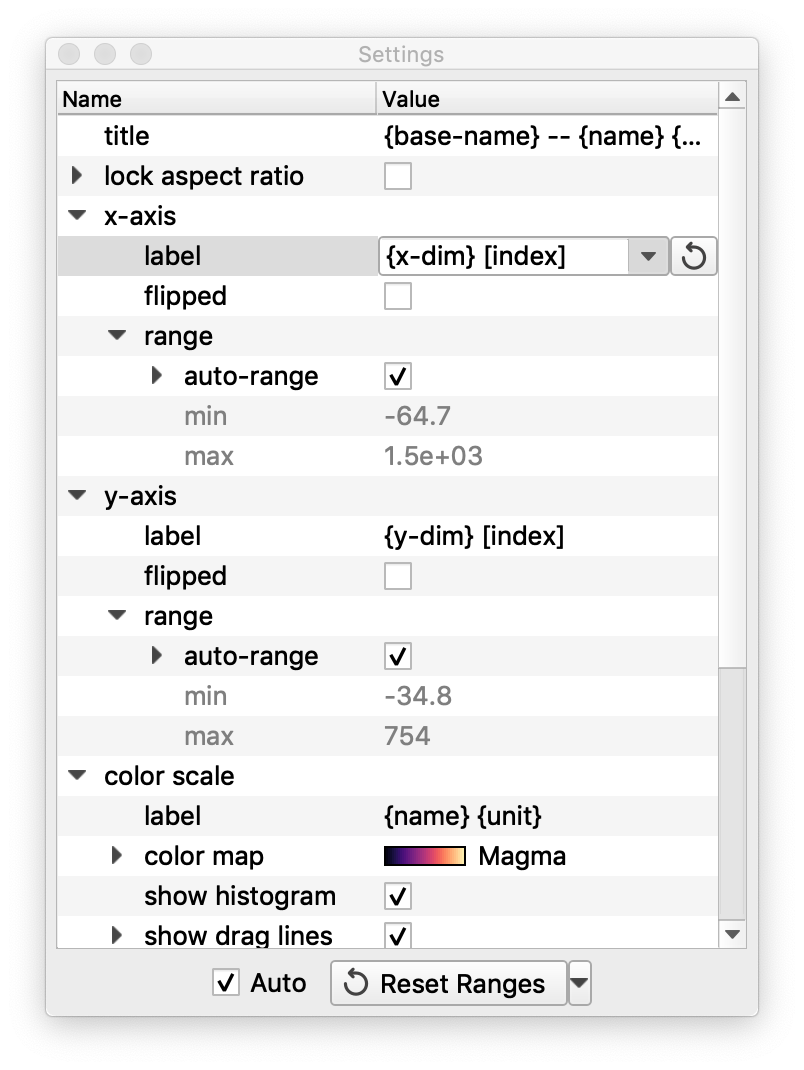 Settings
Name Value
title {base-name} -- {name} {...
lock aspect ratio
x-axis
label {x-dim} [index]
flipped
range
auto-range
min -64.7
max 1.5e+03
y-axis
label {y-dim} [index]
flipped
range
auto-range
min -34.8
max 754
color scale
label {name} {unit}
color map Magma
show histogram
show drag lines
Auto Reset Ranges